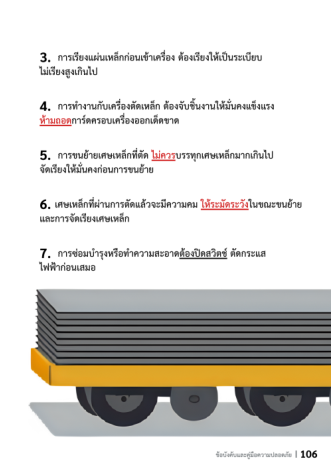 3. การเรียงแผ่นเหล็กก่อนเข้าเครื่อง ต้องเรียงให้เป็นระเบียบ
ไม่เรียงสูงเกินไป
4. การทำงานกับเครื่องตัดเหล็ก ต้องจับชิ้นงานให้มั่นคงแข็งแรง
ห้ามถอดการ์ดครอบเครื่องออกเด็ดขาด
5. การขนย้ายเศษเหล็กที่ตัด ไม่ควรบรรทุกเศษเหล็กมากเกินไป
จัดเรียงให้มั่นคงก่อนการขนย้าย
6. เศษเหล็กที่ผ่านการตัดแล้วจะมีความคม ให้ระมัดระวังในขณะขนย้าย
และการจัดเรียงเศษเหล็ก
7. การซ่อมบำรุงหรือทำความสะอาดต้องปิดสวิตช์ ตัดกระแส
ไฟฟ้าก่อนเสมอ
ข้อบังคับและคู่มือความปลอดภัย | 106